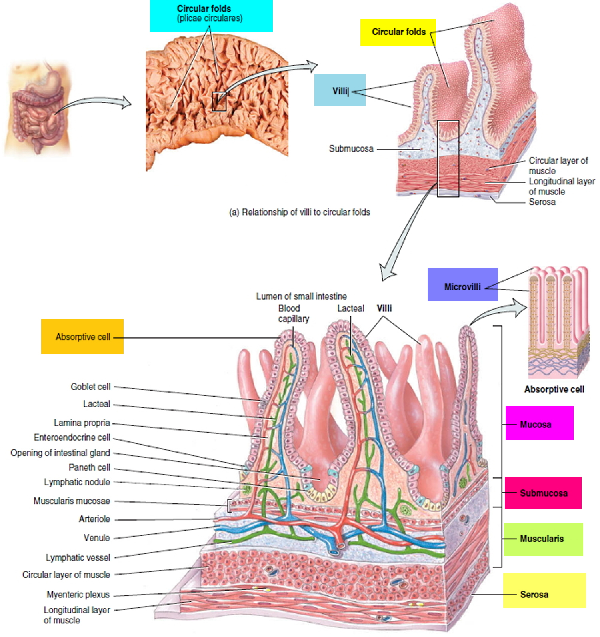 Circular folds
(plicae circulares)
Circular folds
Villi
Submucosa
Circular layer of
muscle
Longitudinal layer
of muscle
Serosa
(a) Relationship of villi to circular folds
Microvilli
Absorptive cell
Lumen of small intestine
Blood
capillary
Lacteal
Villi
Absorptive cell
Goblet cell
Lacteal
Lamina propria
Enteroendocrine cell
Opening of intestinal gland
Paneth cell
Lymphatic nodule
Muscularis mucosae
Arteriole
Venule
Lymphatic vessel
Circular layer of muscle
Myenteric plexus
Longitudinal layer
of muscle
Mucosa
Submucosa
Muscularis
Serosa